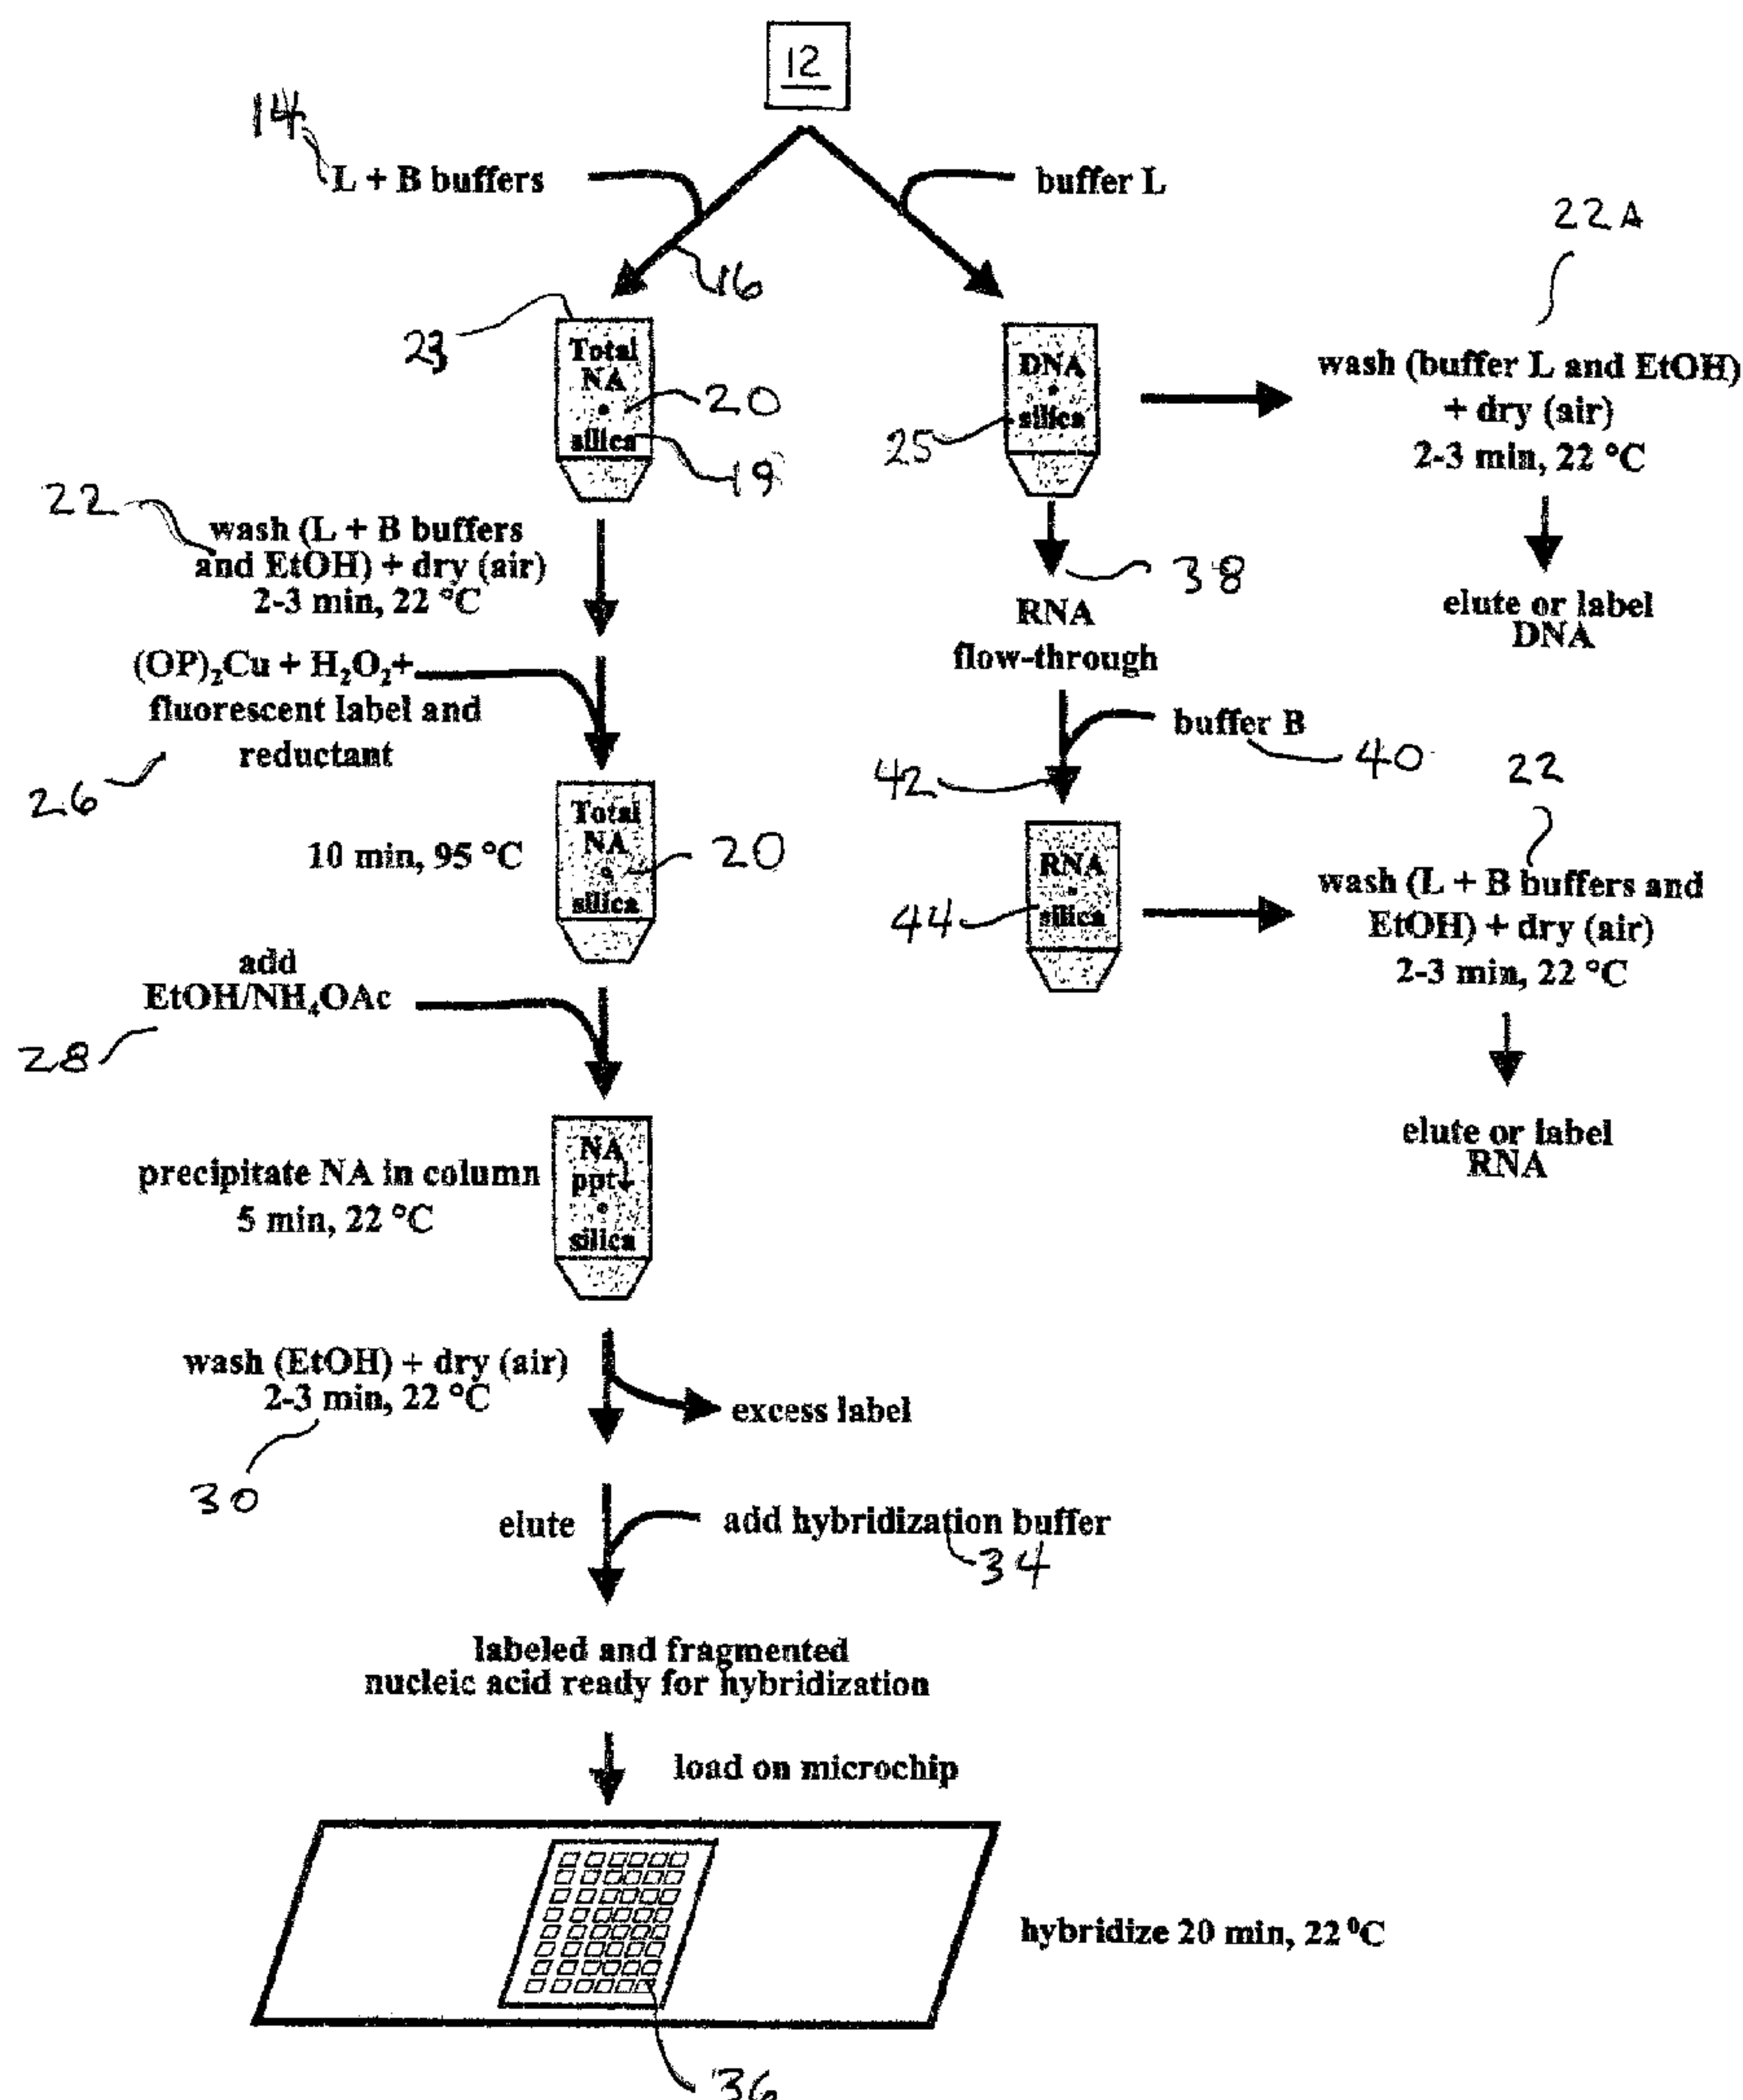 12
14
L + B buffers
buffer L
16
22A
23
Total
NA
silica
20
19
DNA
silica
25
wash (buffer L and EtOH)
+ dry (air)
2-3 min, 22 °C
elute or label
DNA
22
wash (L + B buffers
and EtOH) + dry (air)
2-3 min, 22 °C
38
RNA
flow-through
(OP)₂Cu + H₂O₂+
fluorescent label and
reductant
26
buffer B
40
42
22
10 min, 95 °C
Total
NA
silica
20
RNA
silica
44
wash (L + B buffers and
EtOH) + dry (air)
2-3 min, 22 °C
elute or label
RNA
add
EtOH/NH₄OAc
28
precipitate NA in column
5 min, 22 °C
NA
ppt↓
silica
wash (EtOH) + dry (air)
2-3 min, 22 °C
30
excess label
elute
add hybridization buffer
34
labeled and fragmented
nucleic acid ready for hybridization
load on microchip
hybridize 20 min, 22 ⁰C
36